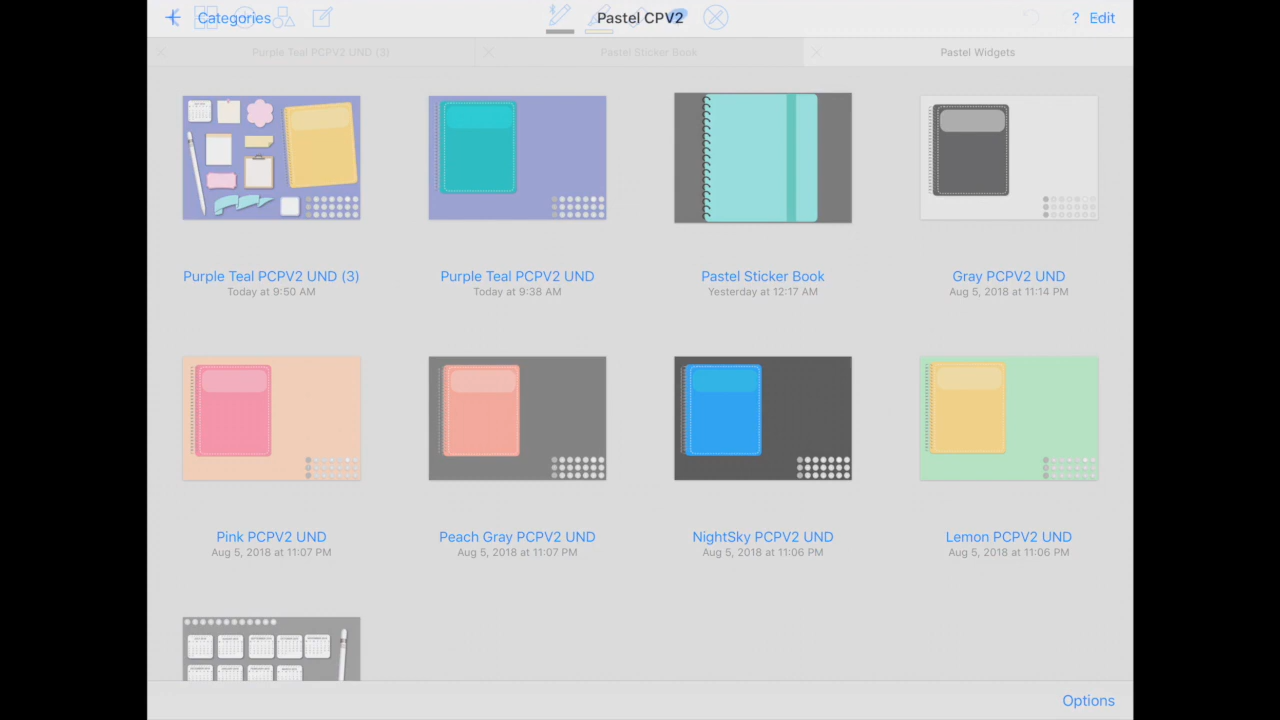 Categories
Pastel CPV2
? Edit
Purple Teal PCPV2 UND (3)
Pastel Sticker Book
Pastel Widgets
Purple Teal PCPV2 UND (3)
Today at 9:50 AM
Purple Teal PCPV2 UND
Today at 9:38 AM
Pastel Sticker Book
Yesterday at 12:17 AM
Gray PCPV2 UND
Aug 5, 2018 at 11:14 PM
Pink PCPV2 UND
Aug 5, 2018 at 11:07 PM
Peach Gray PCPV2 UND
Aug 5, 2018 at 11:07 PM
NightSky PCPV2 UND
Aug 5, 2018 at 11:06 PM
Lemon PCPV2 UND
Aug 5, 2018 at 11:06 PM
Options